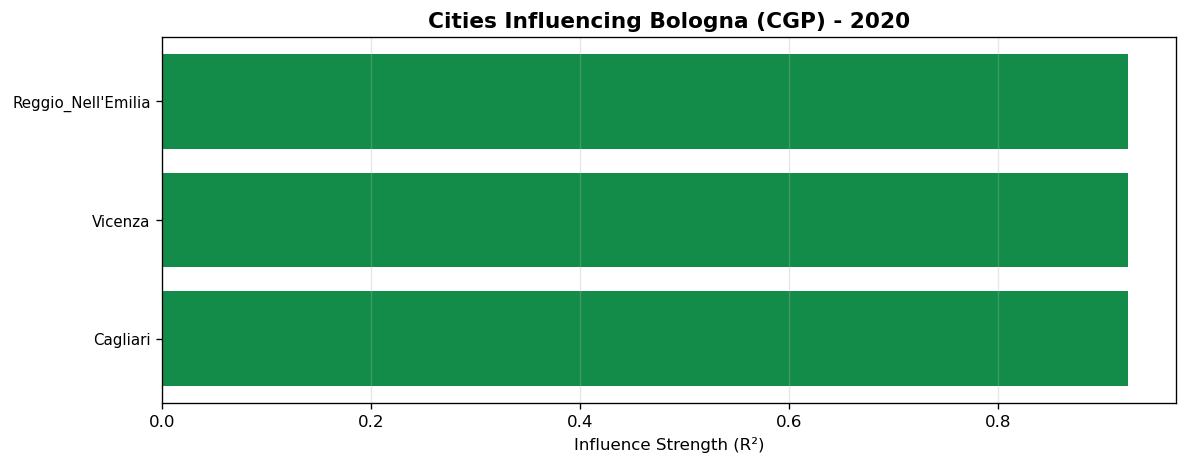 Cities Influencing Bologna (CGP) - 2020
Reggio_Nell'Emilia
Vicenza
Cagliari
0.0 0.2 0.4 0.6 0.8
Influence Strength (R²)